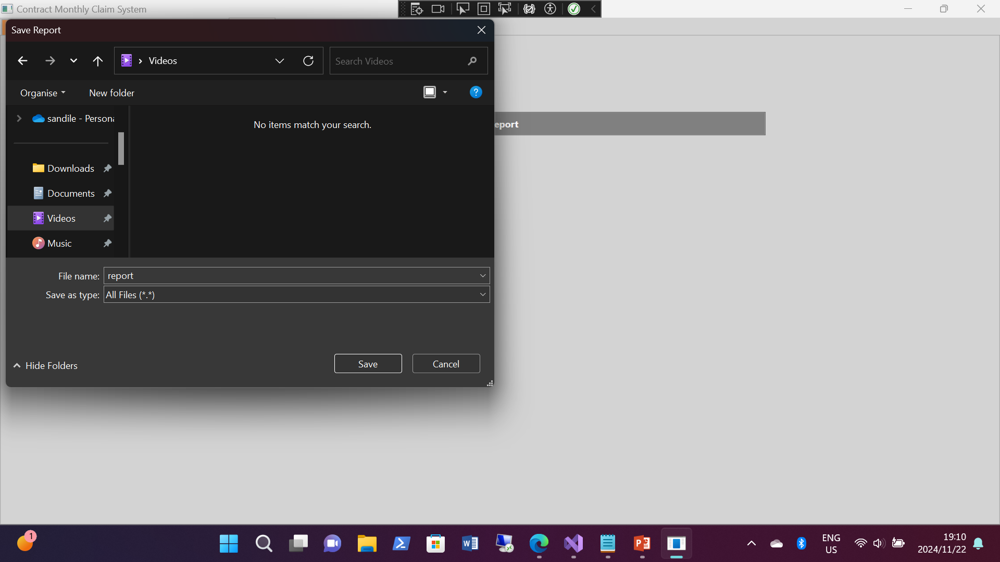 Contract Monthly Claim System
Save Report
Videos
Search Videos
Organise
New folder
?
sandile - Persona
No items match your search.
eport
Downloads
Documents
Videos
Music
File name: report
Save as type: All Files (*.*)
Hide Folders
Save
Cancel
1
W
P
ENG
US
19:10
2024/11/22